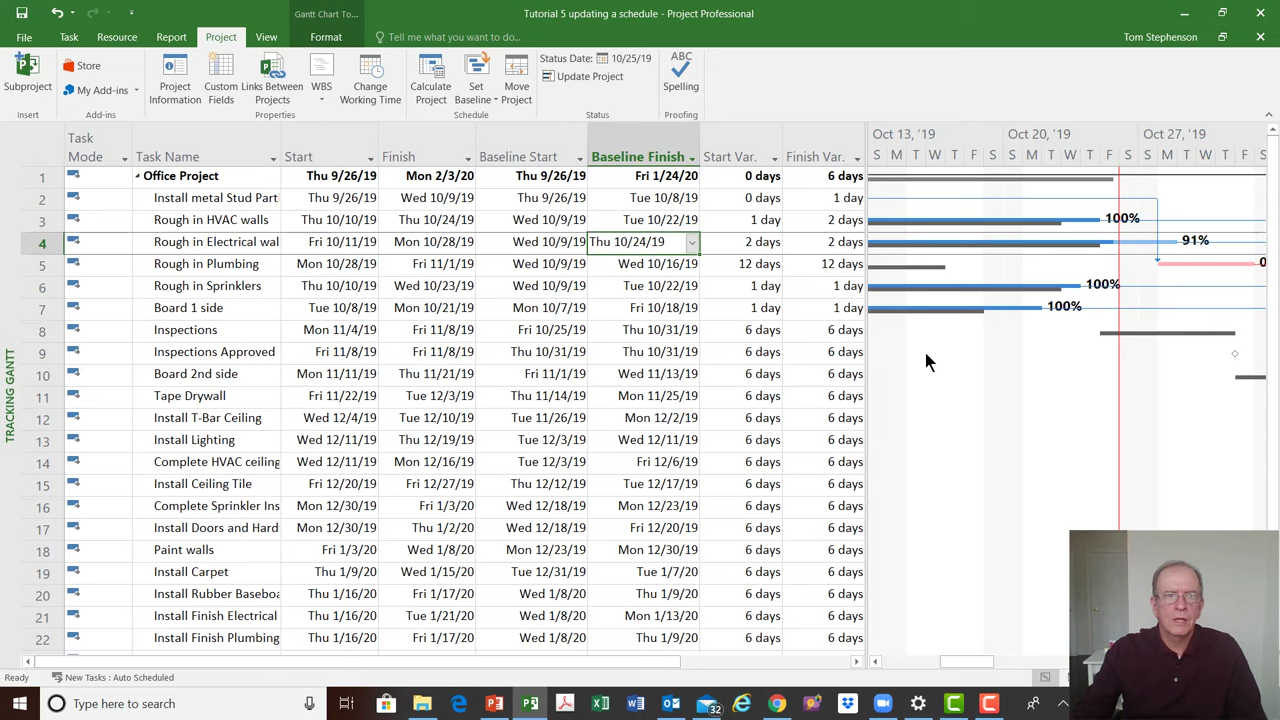 Gantt Chart To... Tutorial 5 updating a schedule - Project Professional
File Task Resource Report Project View Format Tell me what you want to do... Tom Stephenson
Status Date: 10/25/19
Store
Update Project
My Add-ins
Subproject Project Information Custom Fields Links Between Projects WBS Change Working Time Calculate Project Set Baseline Move Project ABC Spelling
Insert Add-ins Properties Schedule Status Proofing
Task Mode Task Name Start Finish Baseline Start Baseline Finish Start Var. Finish Var. Oct 13, '19 Oct 20, '19 Oct 27, '19
S M T W T F S S M T W T F S S M T W T F S
1 Office Project Thu 9/26/19 Mon 2/3/20 Thu 9/26/19 Fri 1/24/20 0 days 6 days
2 Install metal Stud Part Thu 9/26/19 Wed 10/9/19 Thu 9/26/19 Tue 10/8/19 0 days 1 day
3 Rough in HVAC walls Thu 10/10/19 Thu 10/24/19 Wed 10/9/19 Tue 10/22/19 1 day 2 days 100%
4 Rough in Electrical wal Fri 10/11/19 Mon 10/28/19 Wed 10/9/19 Thu 10/24/19 2 days 2 days 91%
5 Rough in Plumbing Mon 10/28/19 Fri 11/1/19 Wed 10/9/19 Wed 10/16/19 12 days 12 days 0
6 Rough in Sprinklers Thu 10/10/19 Wed 10/23/19 Wed 10/9/19 Tue 10/22/19 1 day 1 day 100%
7 Board 1 side Tue 10/8/19 Mon 10/21/19 Mon 10/7/19 Fri 10/18/19 1 day 1 day 100%
8 Inspections Mon 11/4/19 Fri 11/8/19 Fri 10/25/19 Thu 10/31/19 6 days 6 days
9 Inspections Approved Fri 11/8/19 Fri 11/8/19 Thu 10/31/19 Thu 10/31/19 6 days 6 days
10 Board 2nd side Mon 11/11/19 Thu 11/21/19 Fri 11/1/19 Wed 11/13/19 6 days 6 days
11 Tape Drywall Fri 11/22/19 Tue 12/3/19 Thu 11/14/19 Mon 11/25/19 6 days 6 days
12 Install T-Bar Ceiling Wed 12/4/19 Tue 12/10/19 Tue 11/26/19 Mon 12/2/19 6 days 6 days
13 Install Lighting Wed 12/11/19 Thu 12/19/19 Tue 12/3/19 Wed 12/11/19 6 days 6 days
14 Complete HVAC ceiling Wed 12/11/19 Mon 12/16/19 Tue 12/3/19 Fri 12/6/19 6 days 6 days
15 Install Ceiling Tile Fri 12/20/19 Fri 12/27/19 Thu 12/12/19 Tue 12/17/19 6 days 6 days
16 Complete Sprinkler Ins Mon 12/30/19 Fri 1/3/20 Wed 12/18/19 Mon 12/23/19 6 days 6 days
17 Install Doors and Hard Mon 12/30/19 Thu 1/2/20 Wed 12/18/19 Fri 12/20/19 6 days 6 days
18 Paint walls Fri 1/3/20 Wed 1/8/20 Mon 12/23/19 Mon 12/30/19 6 days 6 days
19 Install Carpet Thu 1/9/20 Wed 1/15/20 Tue 12/31/19 Tue 1/7/20 6 days 6 days
20 Install Rubber Baseboa Thu 1/16/20 Fri 1/17/20 Wed 1/8/20 Thu 1/9/20 6 days 6 days
21 Install Finish Electrical Thu 1/16/20 Tue 1/21/20 Wed 1/8/20 Mon 1/13/20 6 days 6 days
22 Install Finish Plumbing Thu 1/16/20 Fri 1/17/20 Wed 1/8/20 Thu 1/9/20 6 days 6 days
TRACKING GANTT
Ready New Tasks : Auto Scheduled
Type here to search 32